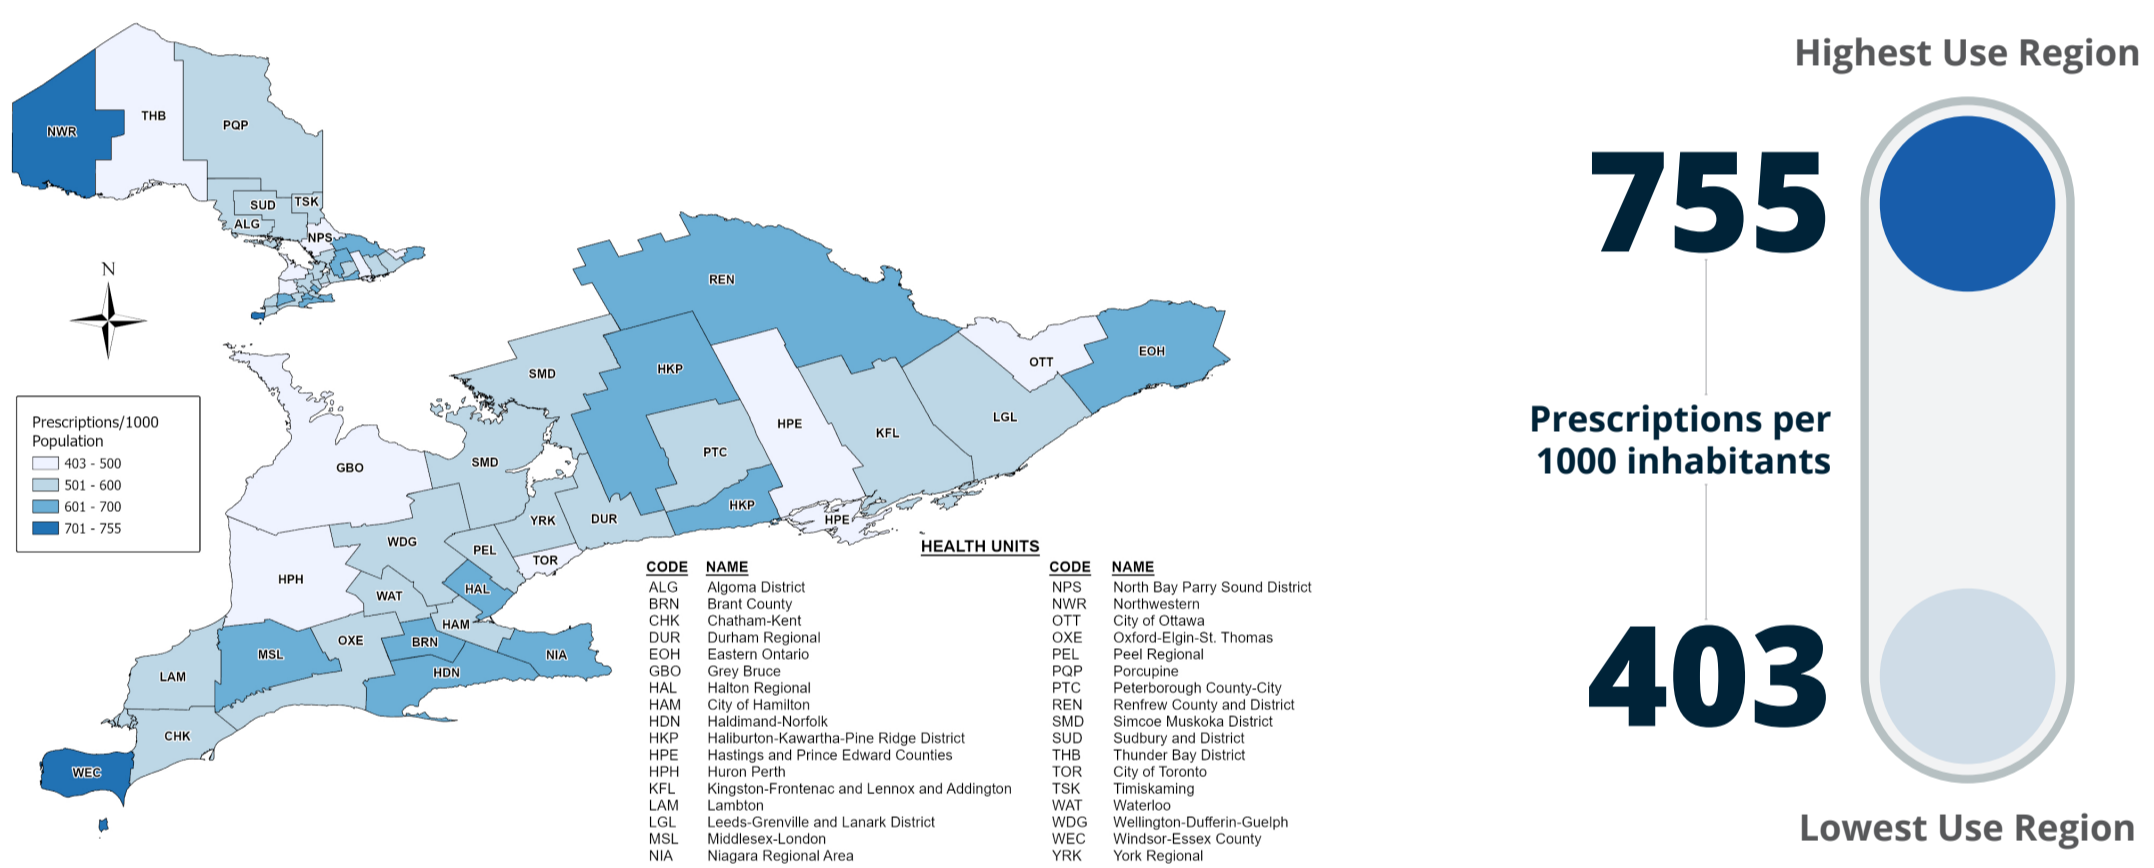 NWR
THB
PQP
SUD
TSK
ALG
NPS
N
REN
SMD
HKP
OTT
EOH
HPE
KFL
LGL
GBO
SMD
PTC
HKP
HPE
YRK
DUR
WDG
PEL
TOR
HPH
WAT
HAL
HAM
OXE
BRN
MSL
NIA
HDN
LAM
CHK
WEC
Prescriptions/1000
Population
403 - 500
501 - 600
601 - 700
701 - 755
HEALTH UNITS
CODE NAME
ALG Algoma District
BRN Brant County
CHK Chatham-Kent
DUR Durham Regional
EOH Eastern Ontario
GBO Grey Bruce
HAL Halton Regional
HAM City of Hamilton
HDN Haldimand-Norfolk
HKP Haliburton-Kawartha-Pine Ridge District
HPE Hastings and Prince Edward Counties
HPH Huron Perth
KFL Kingston-Frontenac and Lennox and Addington
LAM Lambton
LGL Leeds-Grenville and Lanark District
MSL Middlesex-London
NIA Niagara Regional Area
CODE NAME
NPS North Bay Parry Sound District
NWR Northwestern
OTT City of Ottawa
OXE Oxford-Elgin-St. Thomas
PEL Peel Regional
PQP Porcupine
PTC Peterborough County-City
REN Renfrew County and District
SMD Simcoe Muskoka District
SUD Sudbury and District
THB Thunder Bay District
TOR City of Toronto
TSK Timiskaming
WAT Waterloo
WDG Wellington-Dufferin-Guelph
WEC Windsor-Essex County
YRK York Regional
Highest Use Region
755
Prescriptions per
1000 inhabitants
403
Lowest Use Region